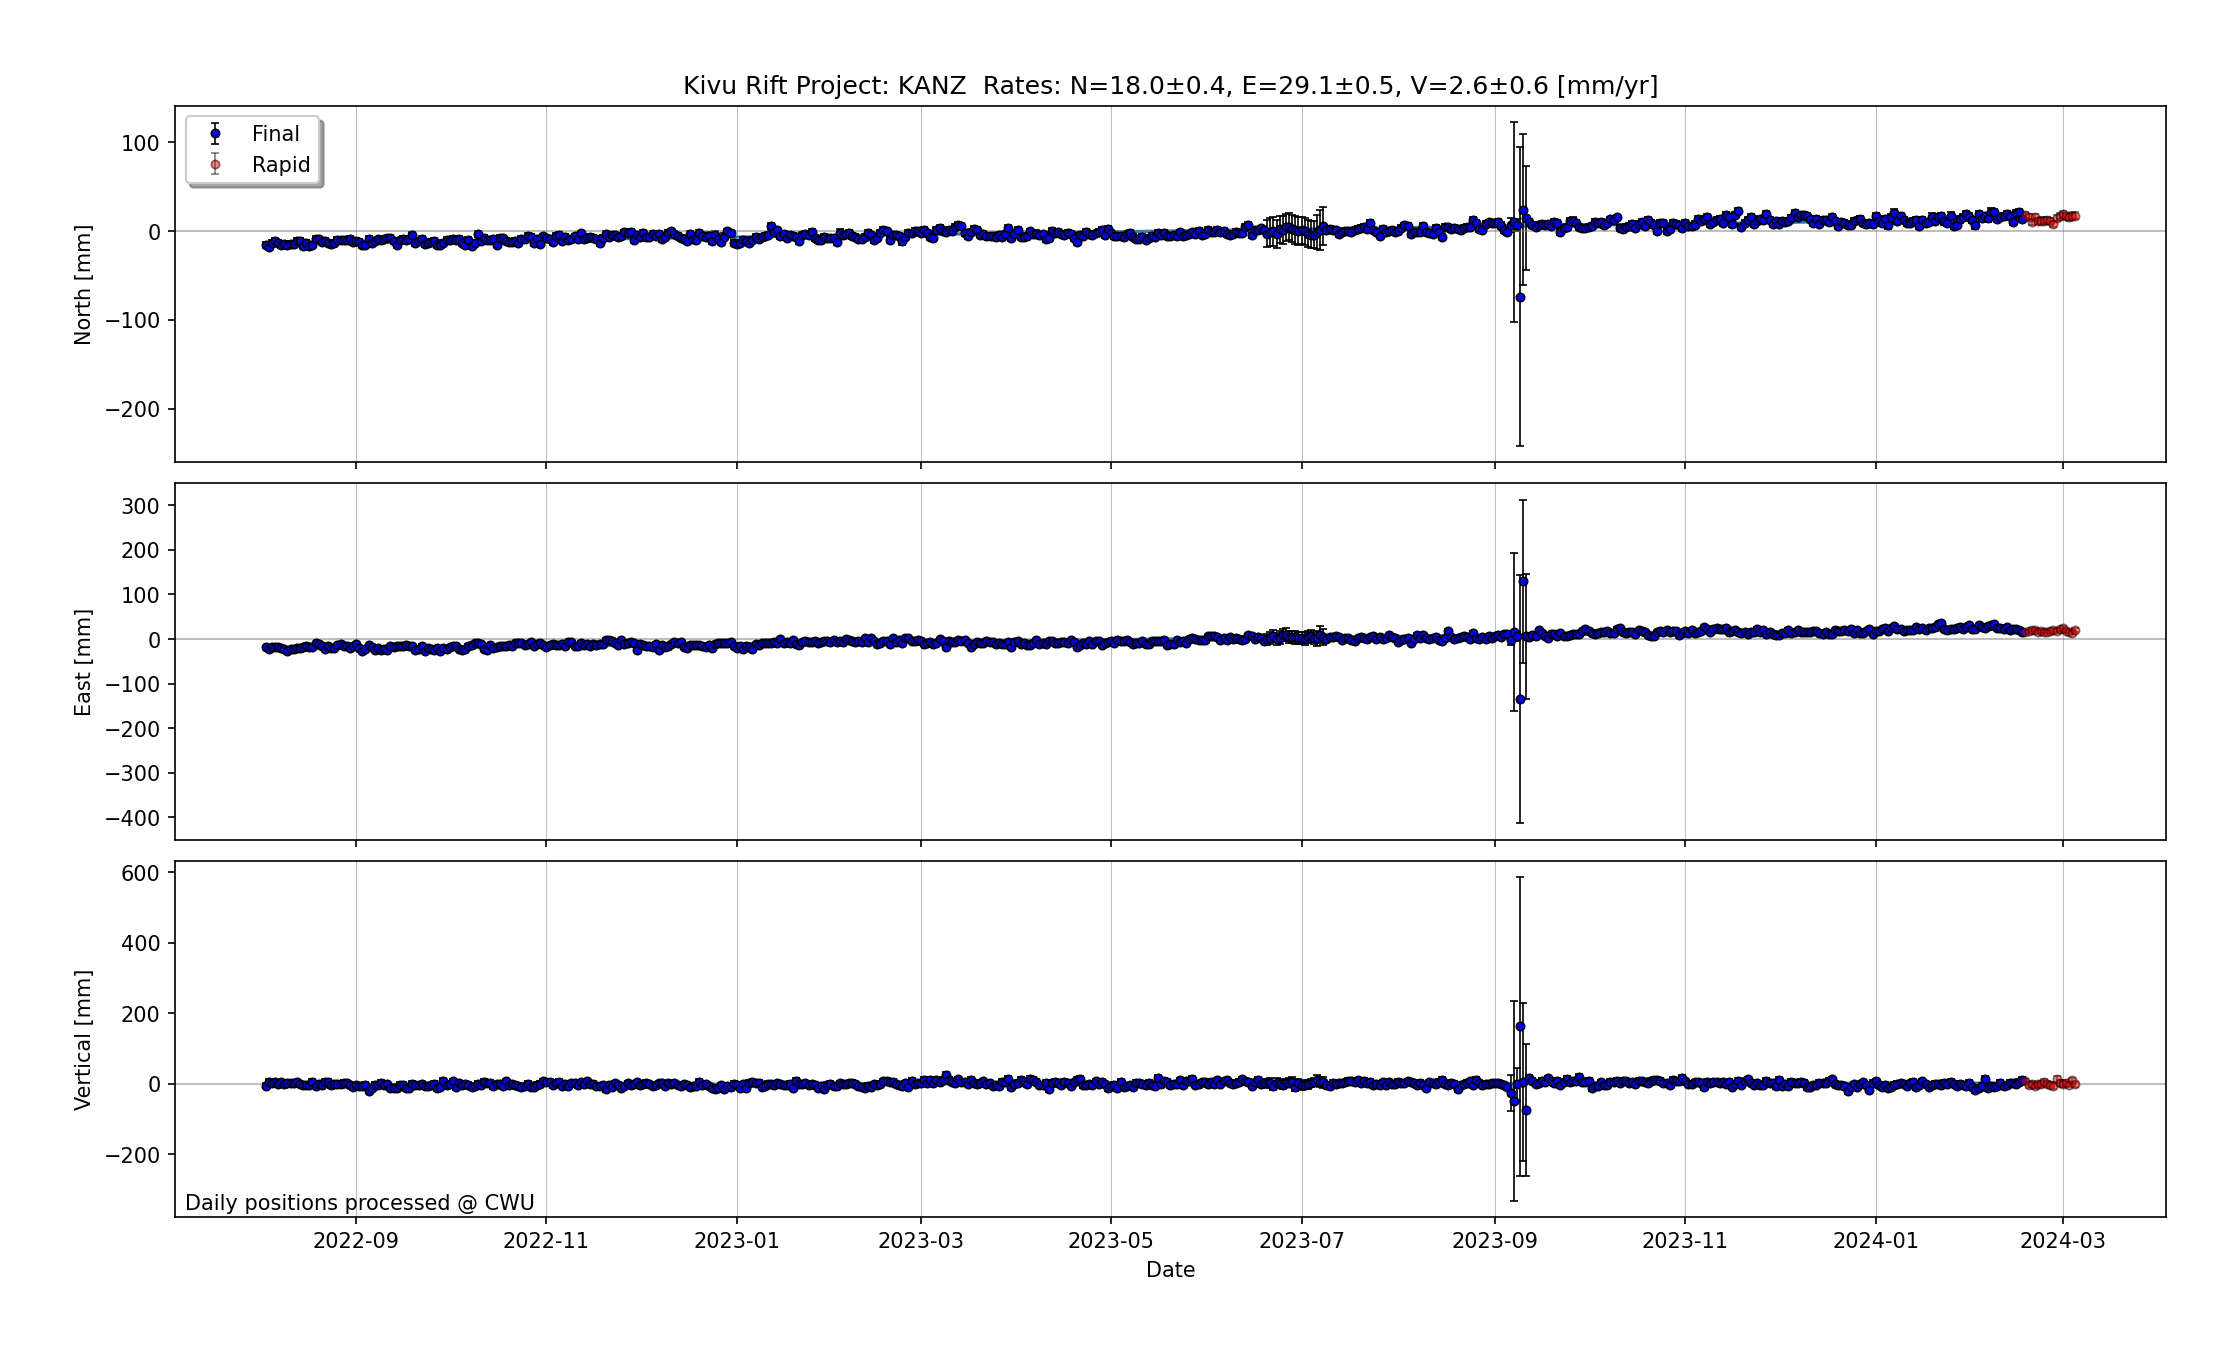 Kivu Rift Project: KANZ  Rates: N=18.0±0.4, E=29.1±0.5, V=2.6±0.6 [mm/yr]
Final
Rapid
100
0
−100
−200
North [mm]
300
200
100
0
−100
−200
−300
−400
East [mm]
600
400
200
0
−200
Vertical [mm]
Daily positions processed @ CWU
2022-09 2022-11 2023-01 2023-03 2023-05 2023-07 2023-09 2023-11 2024-01 2024-03
Date